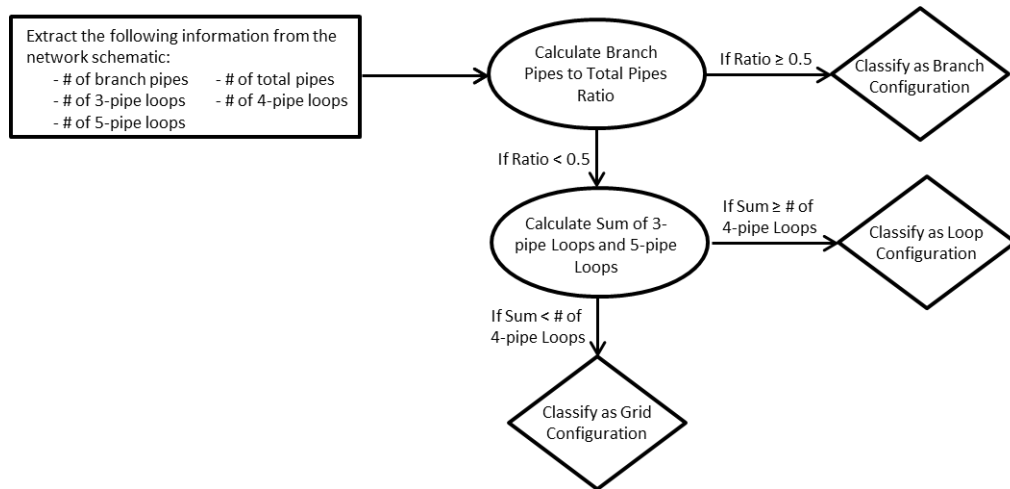 Extract the following information from the
network schematic:
- # of branch pipes - # of total pipes
- # of 3-pipe loops - # of 4-pipe loops
- # of 5-pipe loops
Calculate Branch
Pipes to Total Pipes
Ratio
If Ratio ≥ 0.5
Classify as Branch
Configuration
If Ratio < 0.5
Calculate Sum of 3-
pipe Loops and 5-pipe
Loops
If Sum ≥ # of
4-pipe Loops
Classify as Loop
Configuration
If Sum < # of
4-pipe Loops
Classify as Grid
Configuration